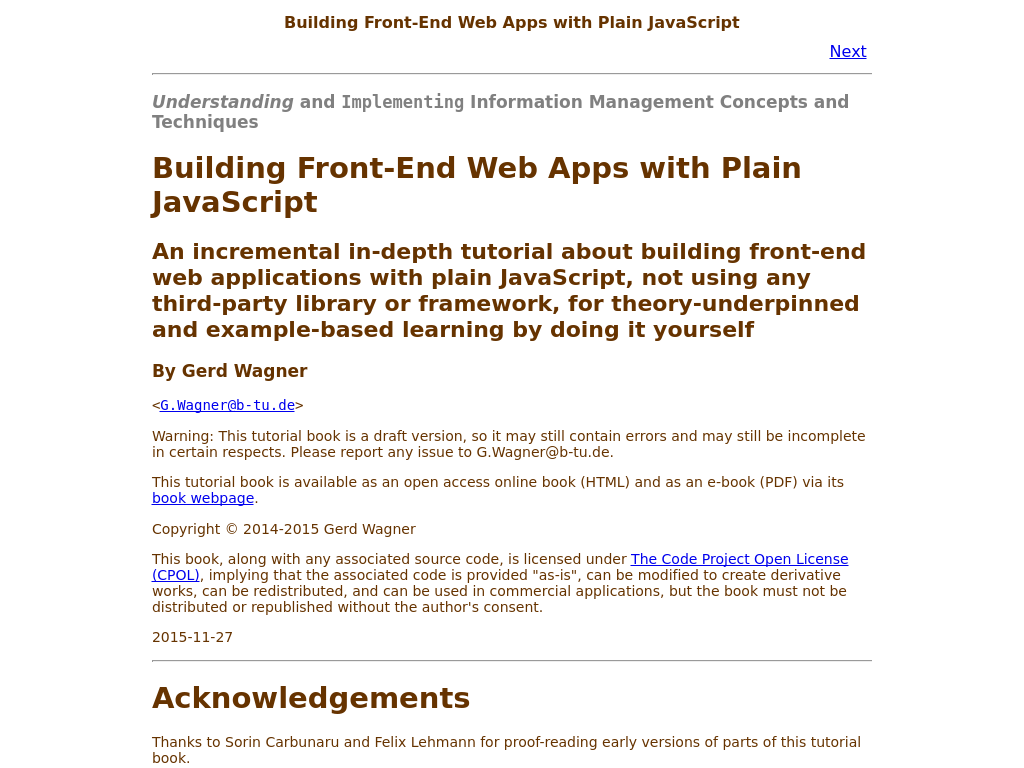 Building Front-End Web Apps with Plain JavaScript
Next
Understanding and Implementing Information Management Concepts and
Techniques
Building Front-End Web Apps with Plain
JavaScript
An incremental in-depth tutorial about building front-end
web applications with plain JavaScript, not using any
third-party library or framework, for theory-underpinned
and example-based learning by doing it yourself
By Gerd Wagner
<G.Wagner@b-tu.de>
Warning: This tutorial book is a draft version, so it may still contain errors and may still be incomplete
in certain respects. Please report any issue to G.Wagner@b-tu.de.
This tutorial book is available as an open access online book (HTML) and as an e-book (PDF) via its
book webpage.
Copyright © 2014-2015 Gerd Wagner
This book, along with any associated source code, is licensed under The Code Project Open License
(CPOL), implying that the associated code is provided "as-is", can be modified to create derivative
works, can be redistributed, and can be used in commercial applications, but the book must not be
distributed or republished without the author's consent.
2015-11-27
Acknowledgements
Thanks to Sorin Carbunaru and Felix Lehmann for proof-reading early versions of parts of this tutorial
book.